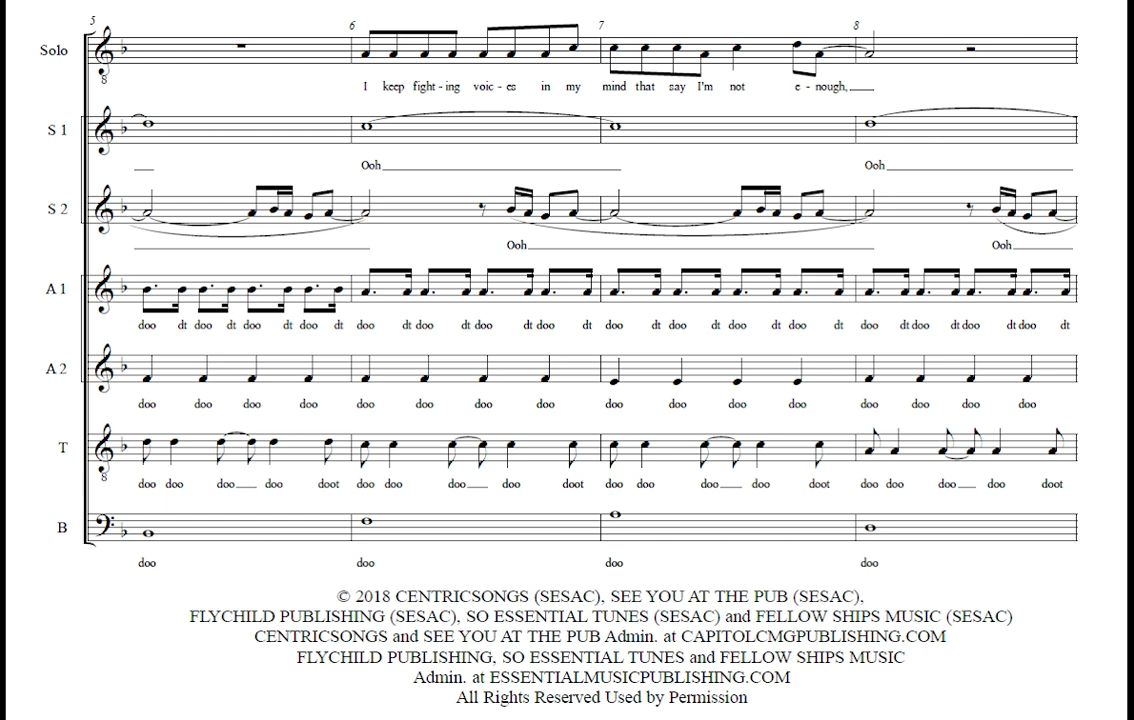 5 6 7 8
Solo
8
I keep fight - ing voic - es in my mind that say I'm not e - nough,
S 1
Ooh Ooh
S 2
Ooh Ooh
A 1
doo dt doo dt doo dt doo dt doo dt doo dt doo dt doo dt doo dt doo dt doo dt doo dt doo dt doo dt doo dt doo dt
A 2
doo doo doo doo doo doo doo doo doo doo doo doo doo doo doo doo
T
8
doo doo doo doo doot doo doo doo doo doot doo doo doo doo doot doo doo doo doo doot
B
doo doo doo doo
© 2018 CENTRICSONGS (SESAC), SEE YOU AT THE PUB (SESAC),
FLYCHILD PUBLISHING (SESAC), SO ESSENTIAL TUNES (SESAC) and FELLOW SHIPS MUSIC (SESAC)
CENTRICSONGS and SEE YOU AT THE PUB Admin. at CAPITOLCMGPUBLISHING.COM
FLYCHILD PUBLISHING, SO ESSENTIAL TUNES and FELLOW SHIPS MUSIC
Admin. at ESSENTIALMUSICPUBLISHING.COM
All Rights Reserved Used by Permission